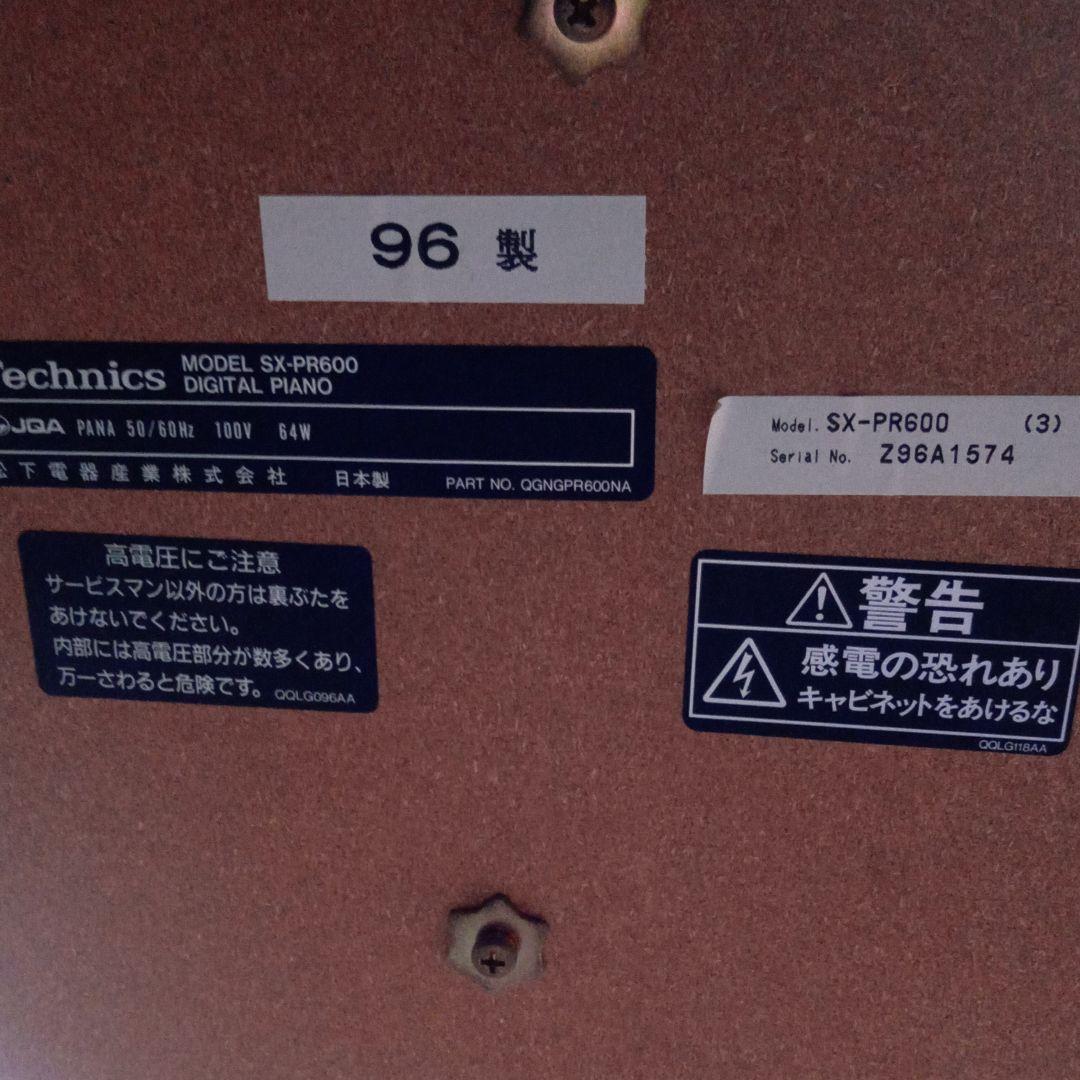 96 製
Technics MODEL SX-PR600
DIGITAL PIANO
JQA PANA 50/60Hz 100V 64W
松下電器産業株式会社 日本製 PART NO. QGNGPR600NA
Model. SX-PR600 (3)
Serial No. Z96A1574
高電圧にご注意
サービスマン以外の方は裏ぶたを
あけないでください。
内部には高電圧部分が数多くあり、
万一さわると危険です。 QQLG096AA
警告
感電の恐れあり
キャビネットをあけるな
QQLG118AA